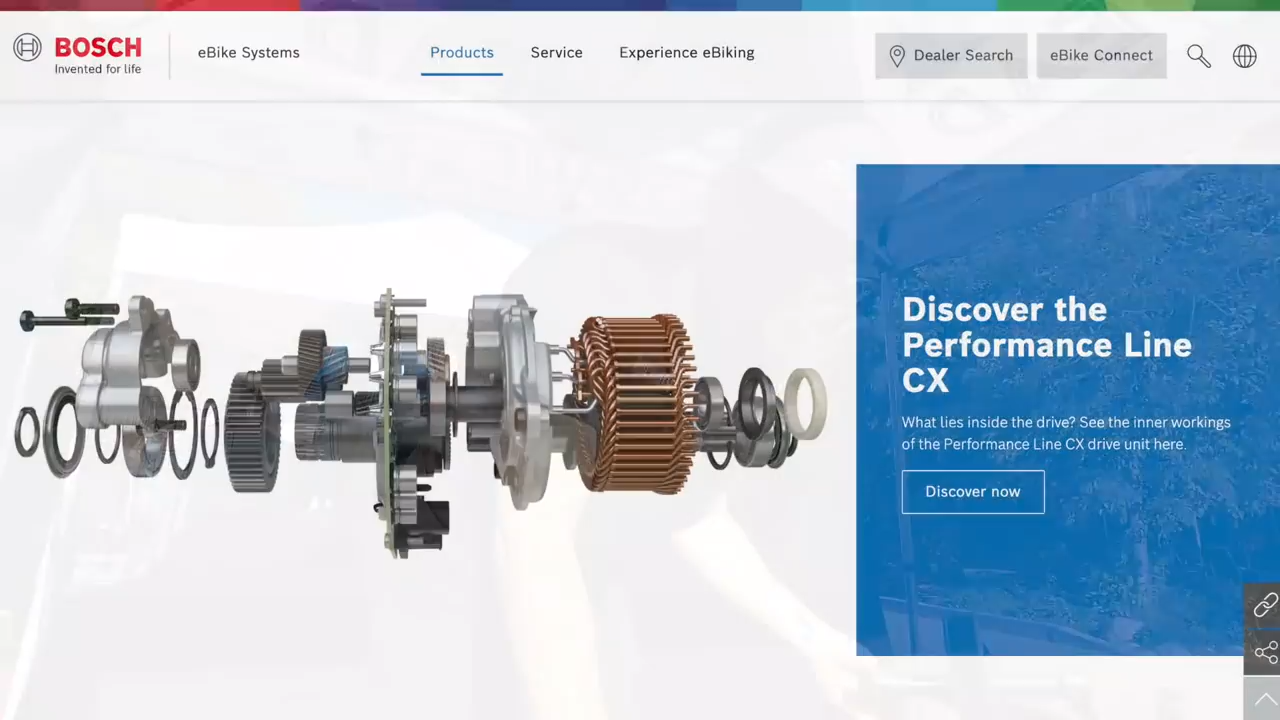 BOSCH
Invented for life
eBike Systems
Products
Service
Experience eBiking
Dealer Search
eBike Connect
Discover the
Performance Line
CX
What lies inside the drive? See the inner workings
of the Performance Line CX drive unit here.
Discover now